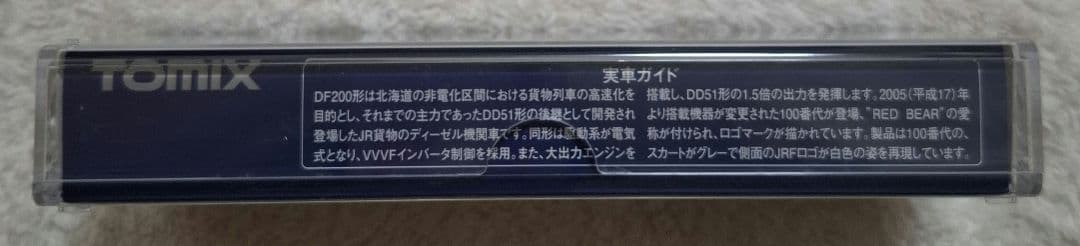 TOMIX
実車ガイド
DF200形は北海道の非電化区間における貨物列車の高速化を
目的とし、それまでの主力であったDD51形の後継として開発され
登場したJR貨物のディーゼル機関車です。同形は駆動系が電気
式となり、VVVFインバータ制御を採用。また、大出力エンジンを
搭載し、DD51形の1.5倍の出力を発揮します。2005(平成17)年
より搭載機器が変更された100番代が登場、"RED BEAR"の愛
称が付けられ、ロゴマークが描かれています。製品は100番代の、
スカートがグレーで側面のJRFロゴが白色の姿を再現しています。